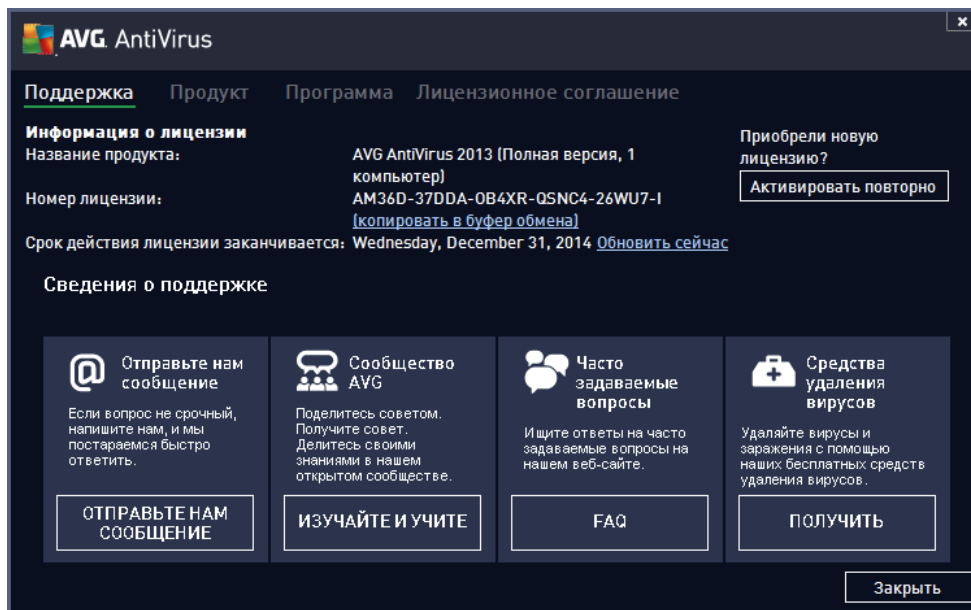 AVG. AntiVirus
Поддержка Продукт Программа Лицензионное соглашение
Информация о лицензии
Название продукта: AVG AntiVirus 2013 (Полная версия, 1
компьютер)
Номер лицензии: AM36D-37DDA-OB4XR-QSNC4-26WU7-I
(копировать в буфер обмена)
Срок действия лицензии заканчивается: Wednesday, December 31, 2014 Обновить сейчас
Приобрели новую
лицензию?
Активировать повторно
Сведения о поддержке
Отправьте нам
сообщение
Если вопрос не срочный,
напишите нам, и мы
постараемся быстро
ответить.
ОТПРАВЬТЕ НАМ
СООБЩЕНИЕ
Сообщество
AVG
Поделитесь советом.
Получите совет.
Делитесь своими
знаниями в нашем
открытом сообществе.
ИЗУЧАЙТЕ И УЧИТЕ
Часто
задаваемые
вопросы
Ищите ответы на часто
задаваемые вопросы на
нашем веб-сайте.
FAQ
Средства
удаления
вирусов
Удаляйте вирусы и
заражения с помощью
наших бесплатных средств
удаления вирусов.
ПОЛУЧИТЬ
Закрыть